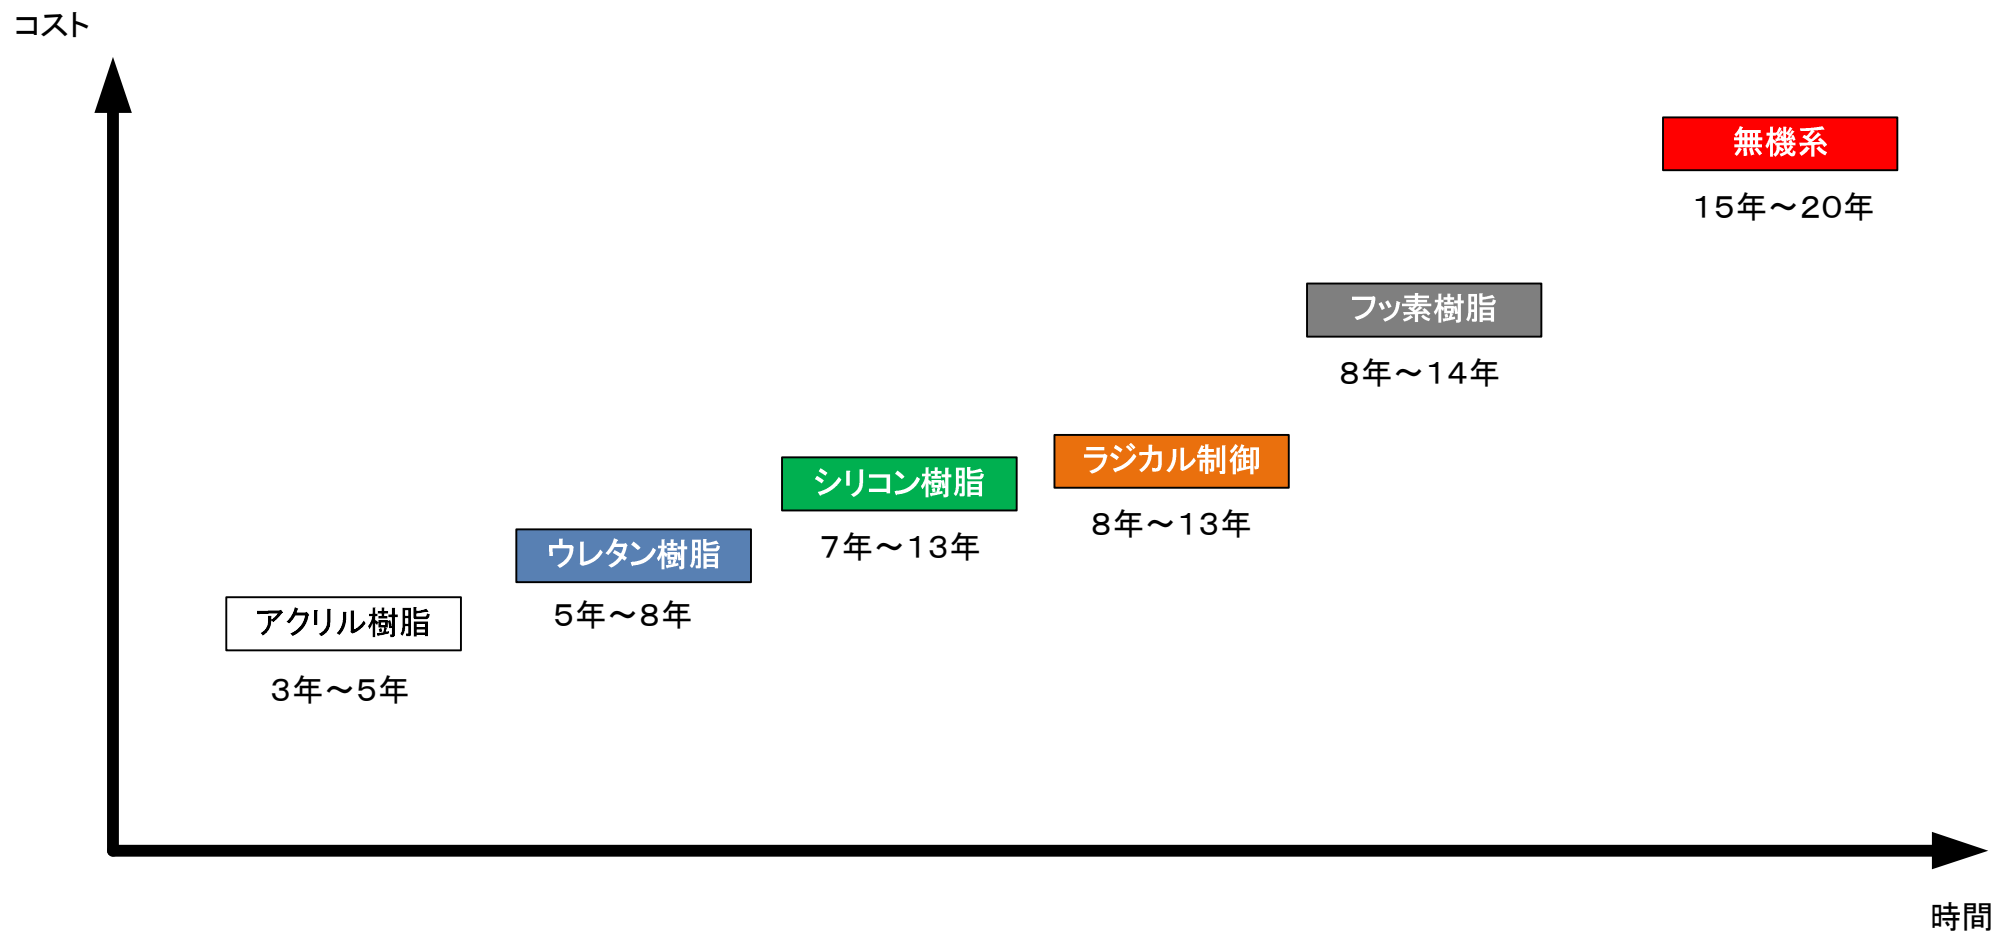 コスト
無機系
１５年～２０年
フッ素樹脂
８年～１４年
ラジカル制御
８年～１３年
シリコン樹脂
７年～１３年
ウレタン樹脂
５年～８年
アクリル樹脂
３年～５年
時間